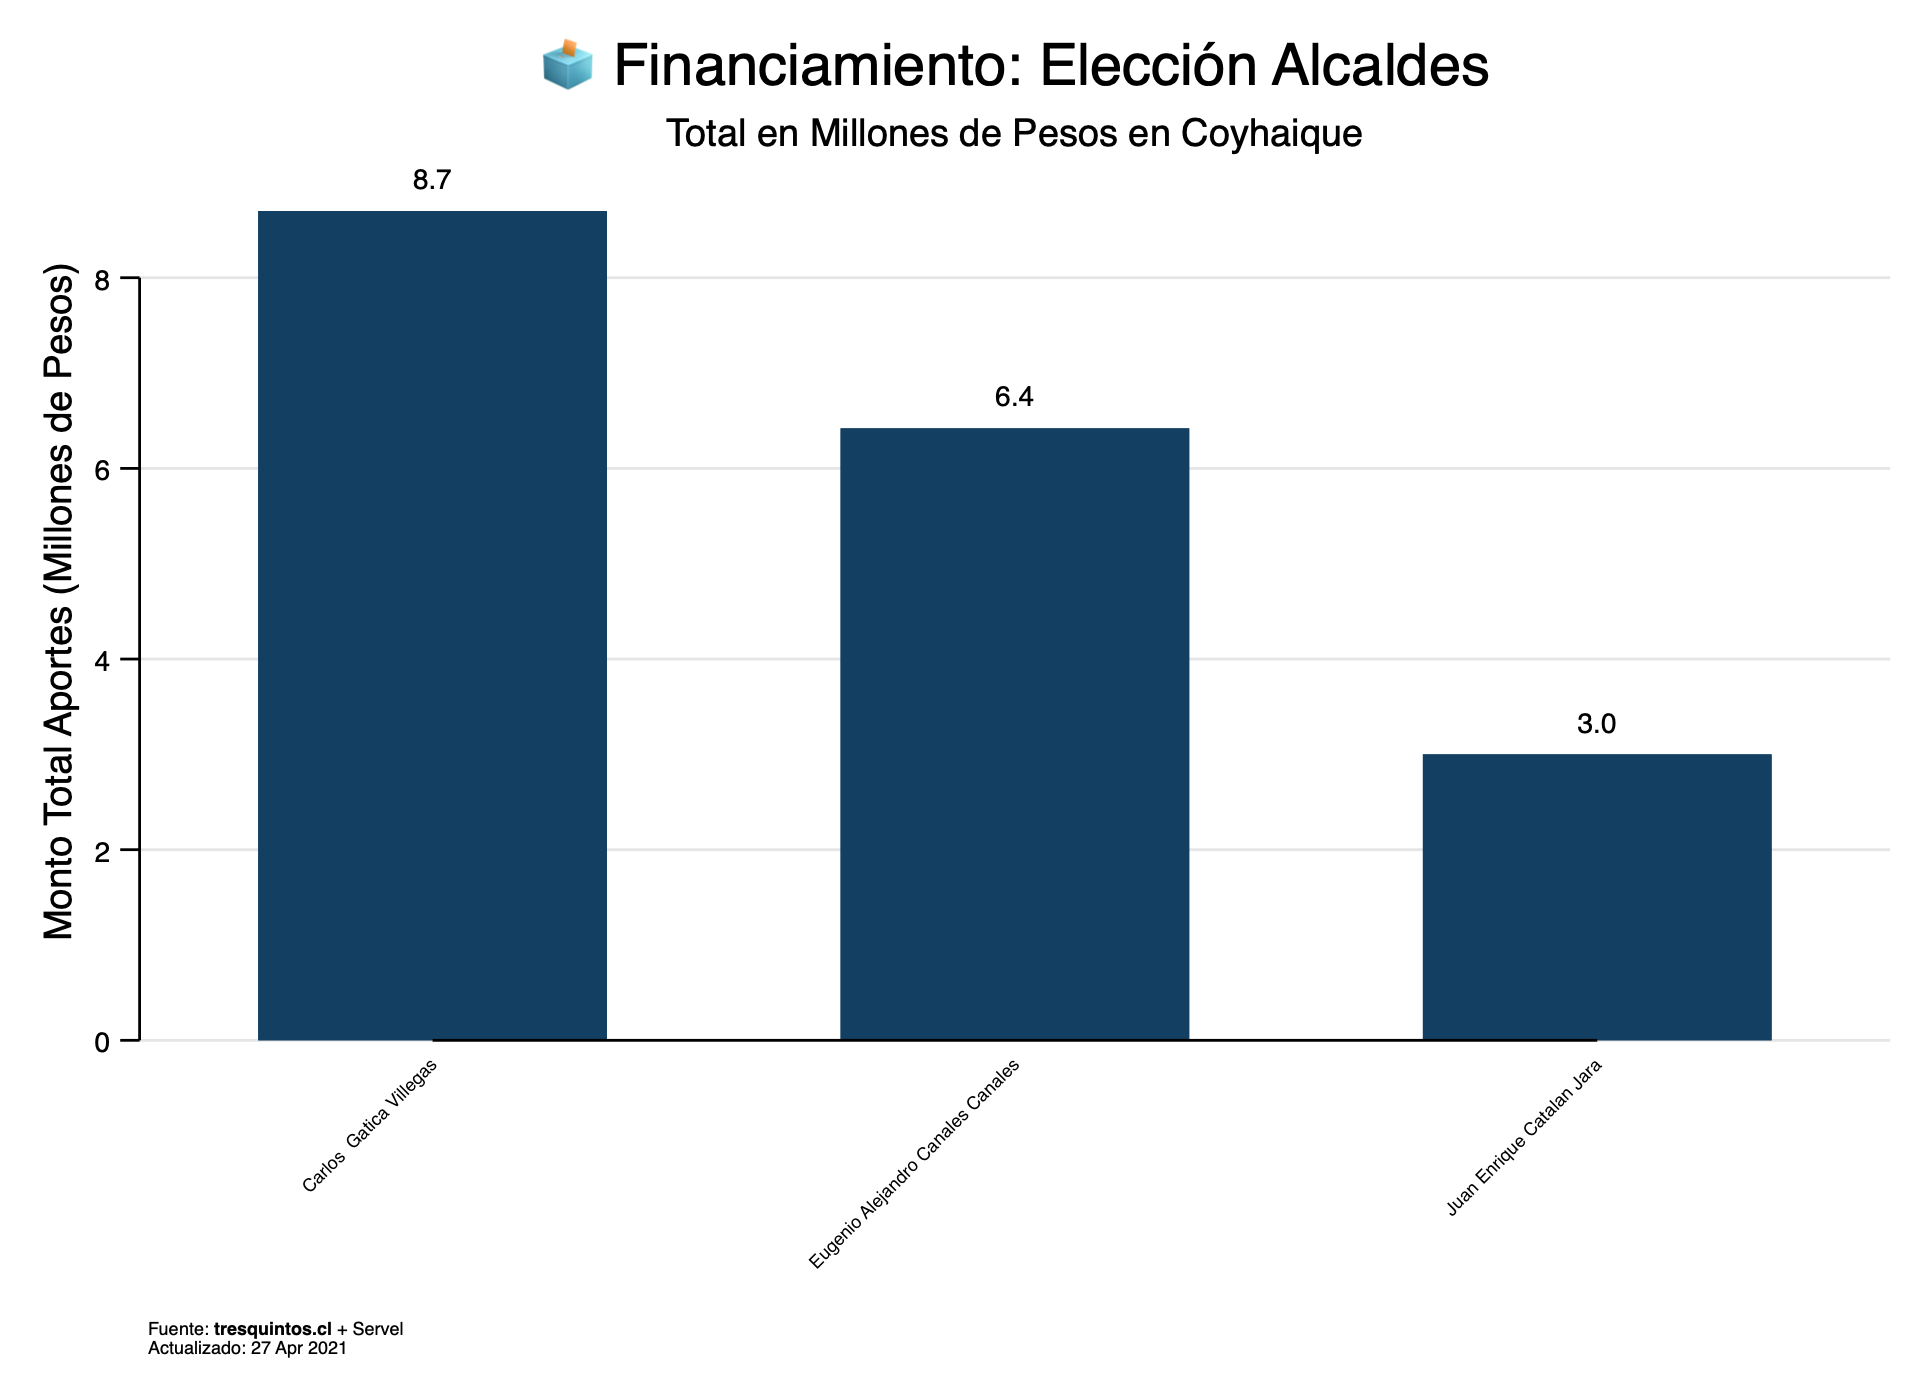 Financiamiento: Elección Alcaldes
Total en Millones de Pesos en Coyhaique
Monto Total Aportes (Millones de Pesos)
8
6
4
2
0
8.7
6.4
3.0
Carlos  Gatica Villegas
Eugenio Alejandro Canales Canales
Juan Enrique Catalan Jara
Fuente: tresquintos.cl + Servel
Actualizado: 27 Apr 2021